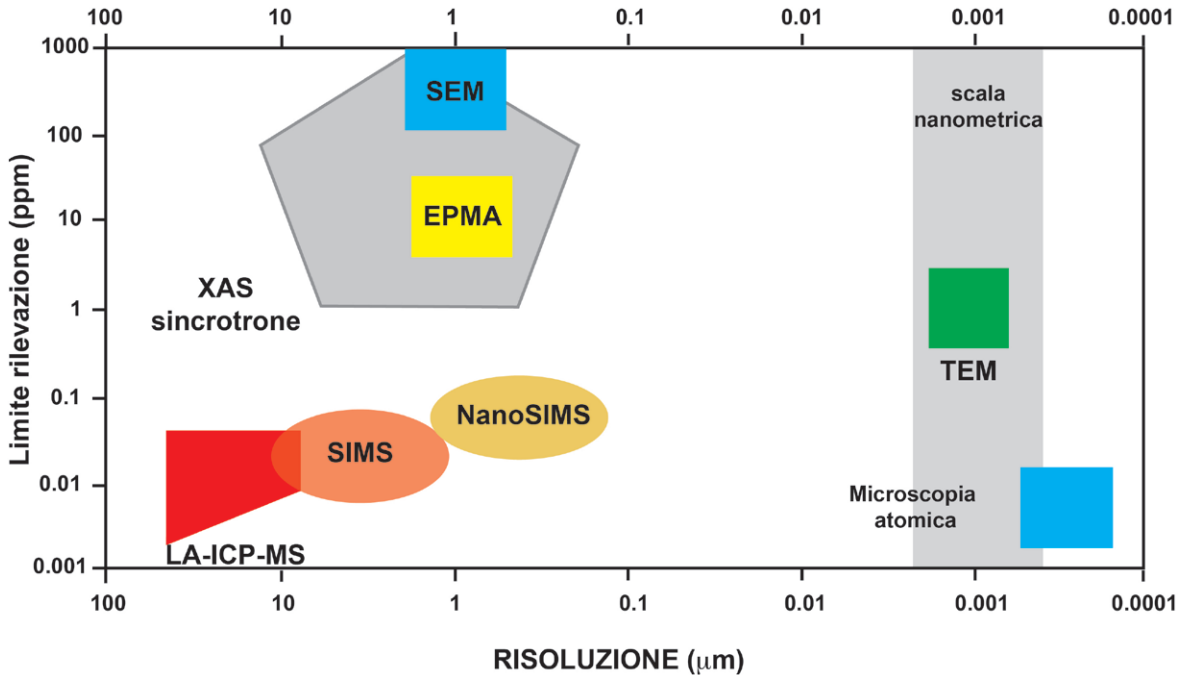 100 10 1 0.1 0.01 0.001 0.0001
1000
100
10
1
0.1
0.01
0.001
Limite rilevazione (ppm)
SEM
scala
nanometrica
EPMA
XAS
sincrotrone
TEM
NanoSIMS
SIMS
Microscopia
atomica
LA-ICP-MS
100 10 1 0.1 0.01 0.001 0.0001
RISOLUZIONE (μm)